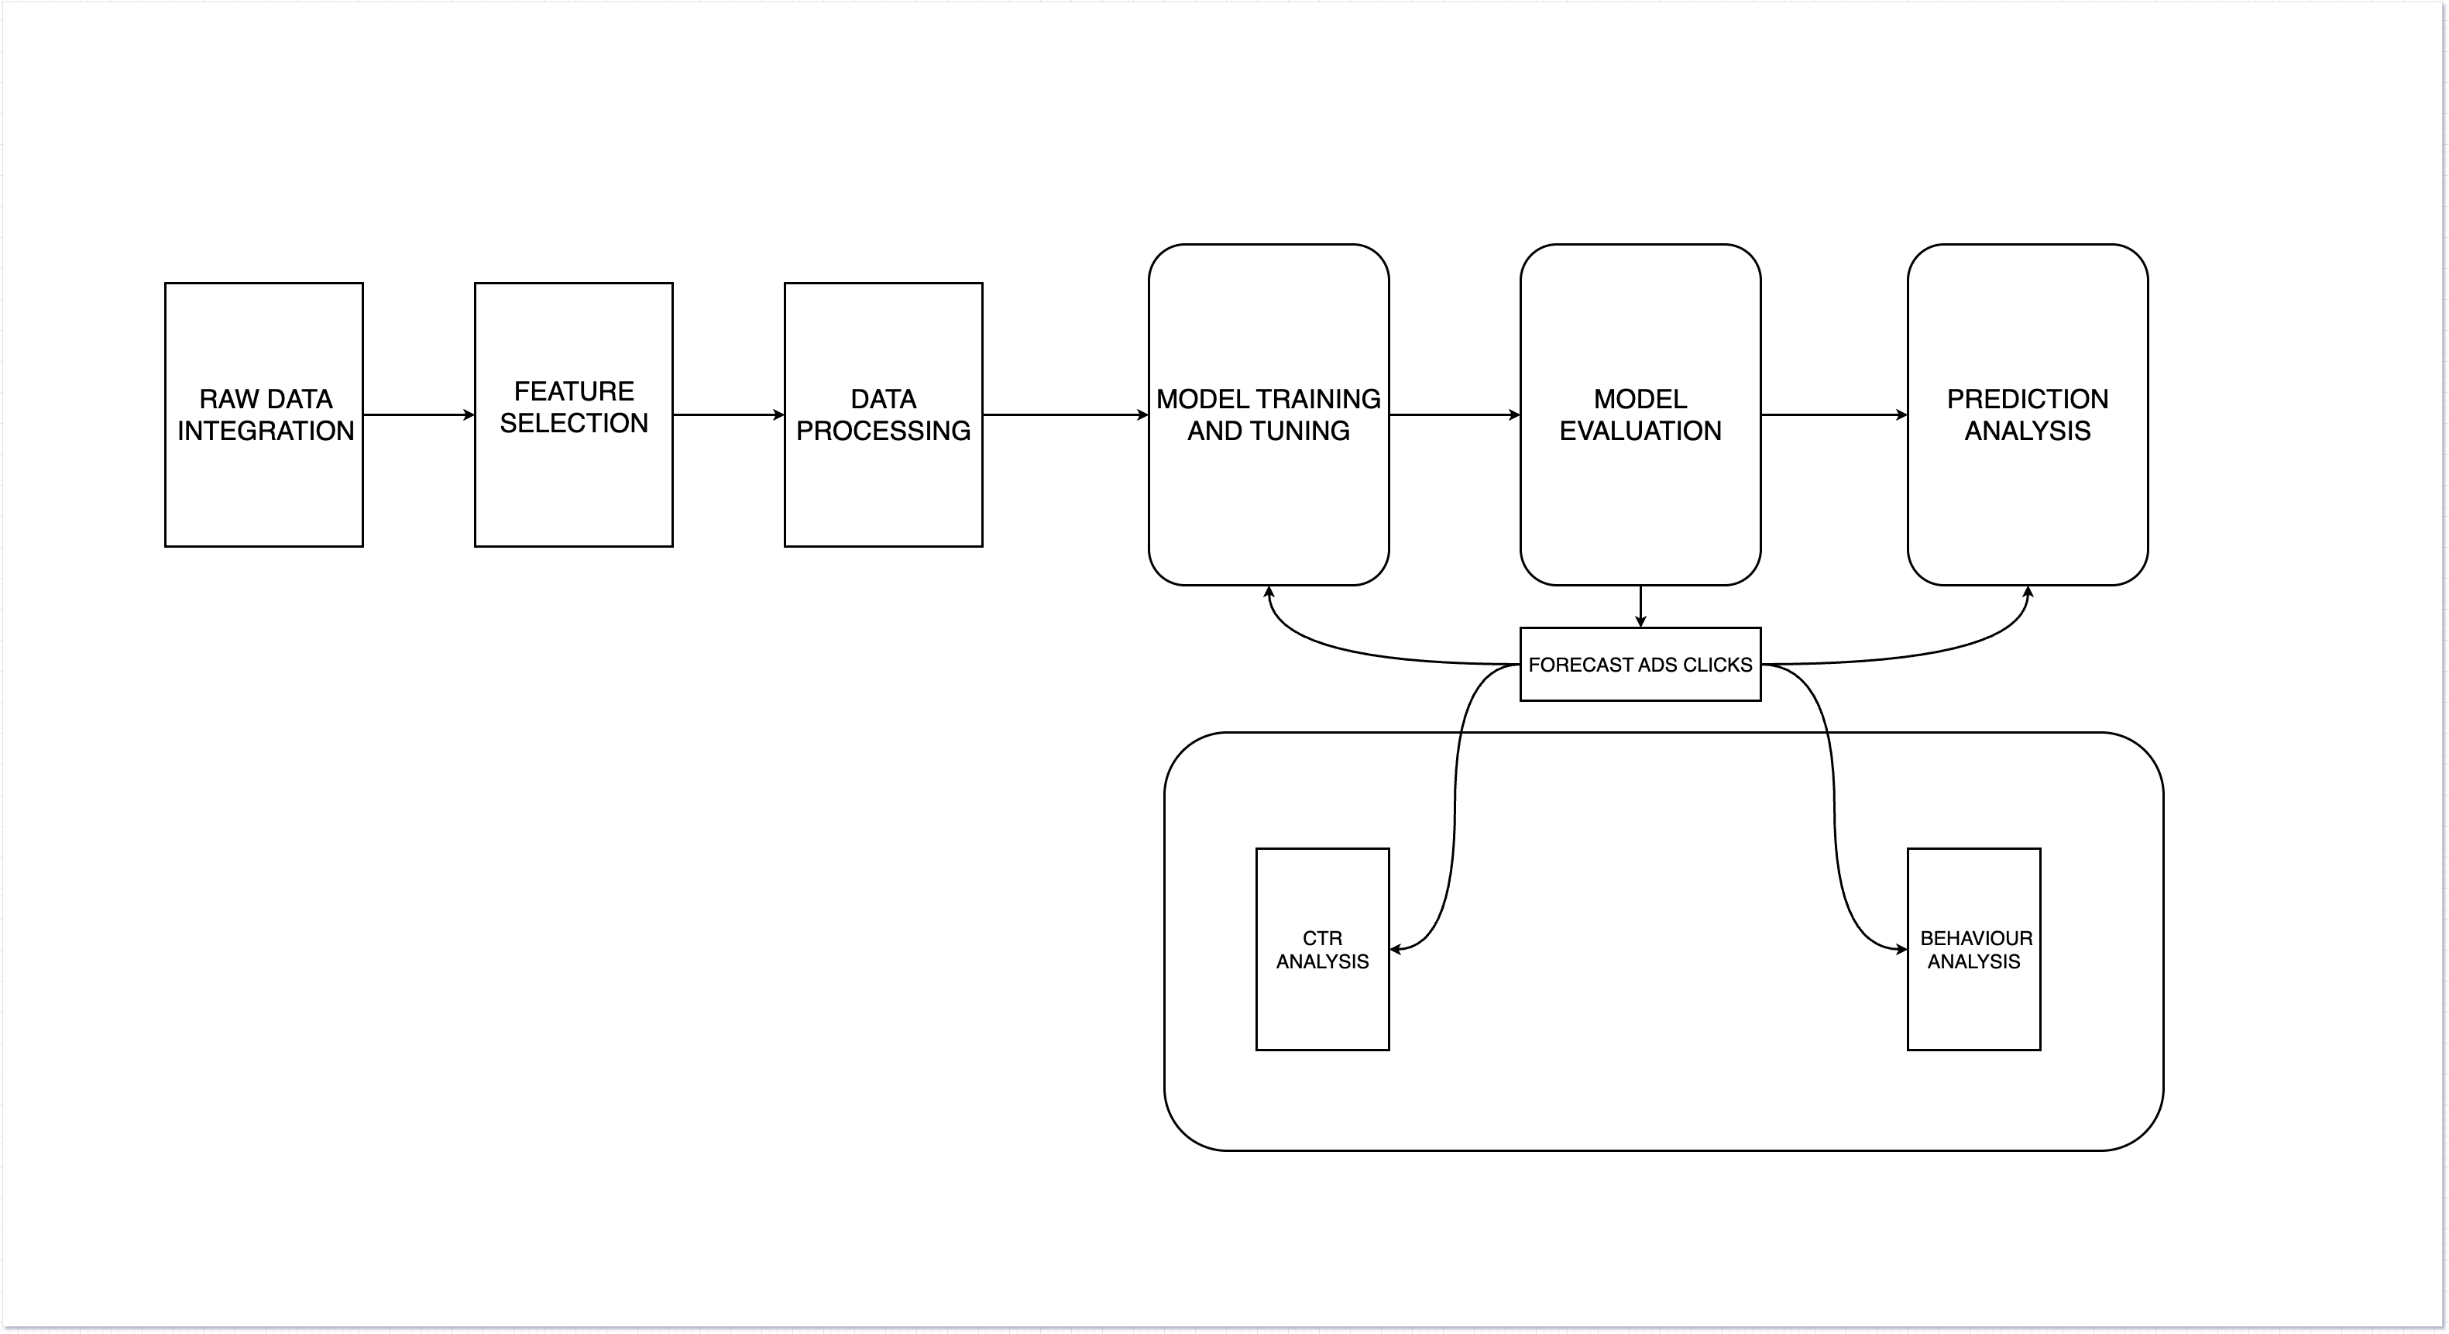 RAW DATA
INTEGRATION
FEATURE
SELECTION
DATA
PROCESSING
MODEL TRAINING
AND TUNING
MODEL
EVALUATION
PREDICTION
ANALYSIS
FORECAST ADS CLICKS
CTR
ANALYSIS
BEHAVIOUR
ANALYSIS